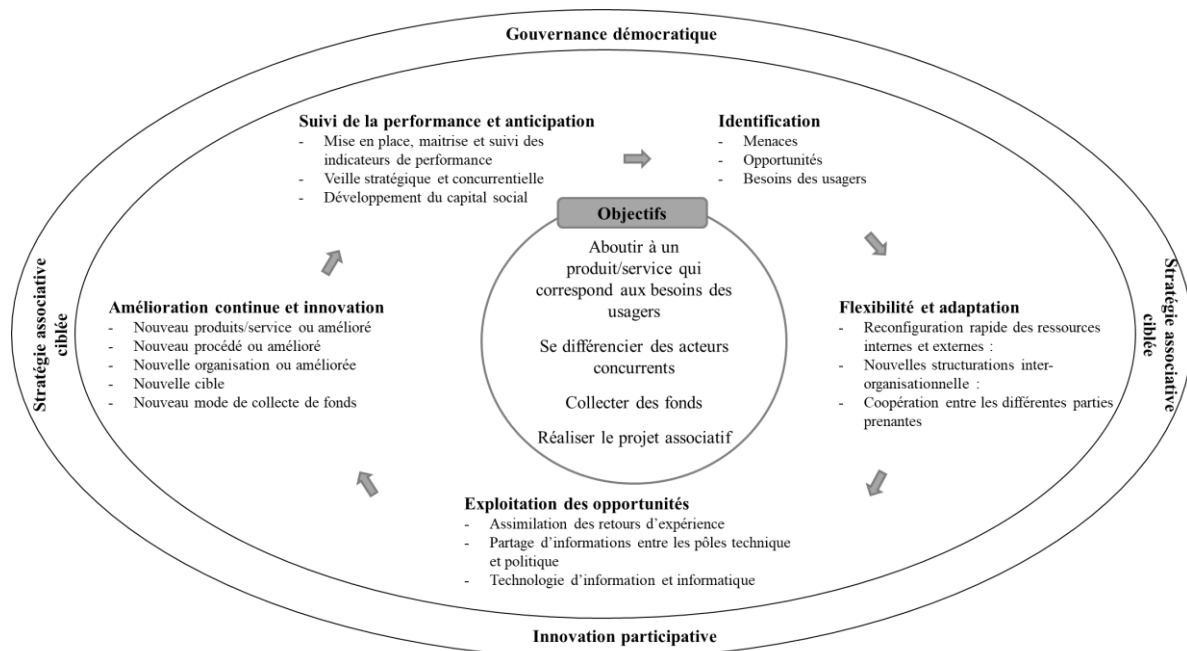 Gouvernance démocratique
Suivi de la performance et anticipation
- Mise en place, maitrise et suivi des
indicateurs de performance
- Veille stratégique et concurrentielle
- Développement du capital social
Identification
- Menaces
- Opportunités
- Besoins des usagers
Objectifs
Aboutir à un
produit/service qui
correspond aux besoins des
usagers
Se différencier des acteurs
concurrents
Collecter des fonds
Réaliser le projet associatif
Stratégie associative
ciblée
Amélioration continue et innovation
- Nouveau produits/service ou amélioré
- Nouveau procédé ou amélioré
- Nouvelle organisation ou améliorée
- Nouvelle cible
- Nouveau mode de collecte de fonds
Flexibilité et adaptation
- Reconfiguration rapide des ressources
internes et externes :
- Nouvelles structurations inter-
organisationnelle :
- Coopération entre les différentes parties
prenantes
Stratégie associative
ciblée
Exploitation des opportunités
- Assimilation des retours d’expérience
- Partage d’informations entre les pôles technique
et politique
- Technologie d’information et informatique
Innovation participative